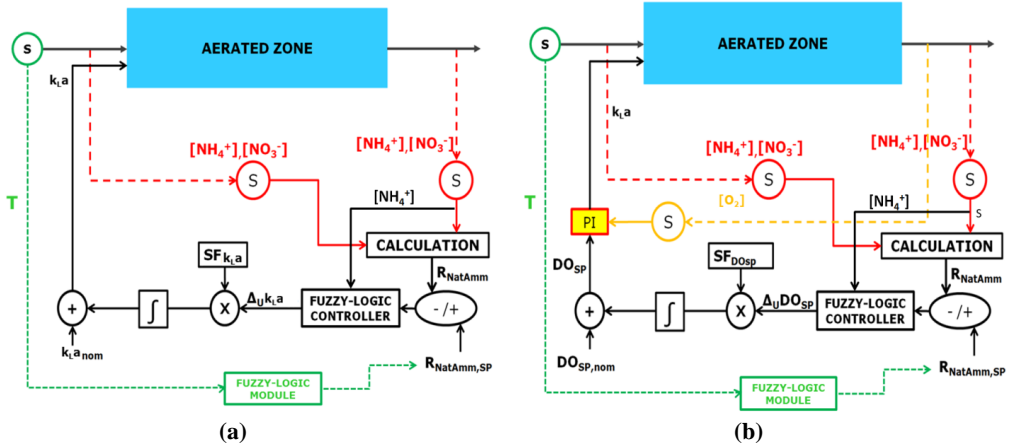 s
AERATED ZONE
kLa
[NH4+],[NO3-]
[NH4+],[NO3-]
S
S
[NH4+]
T
CALCULATION
SFkLa
RNatAmm
+
∫
X
ΔUkLa
FUZZY-LOGIC
CONTROLLER
- /+
kLanom
RNatAmm,SP
FUZZY-LOGIC
MODULE
(a)
s
AERATED ZONE
kLa
[NH4+],[NO3-]
[NH4+],[NO3-]
S
S
[NH4+]
S
T
[O2]
PI
S
CALCULATION
DOSP
SFDOsp
RNatAmm
+
∫
X
ΔUDOSP
FUZZY-LOGIC
CONTROLLER
- /+
DOSP,nom
RNatAmm,SP
FUZZY-LOGIC
MODULE
(b)